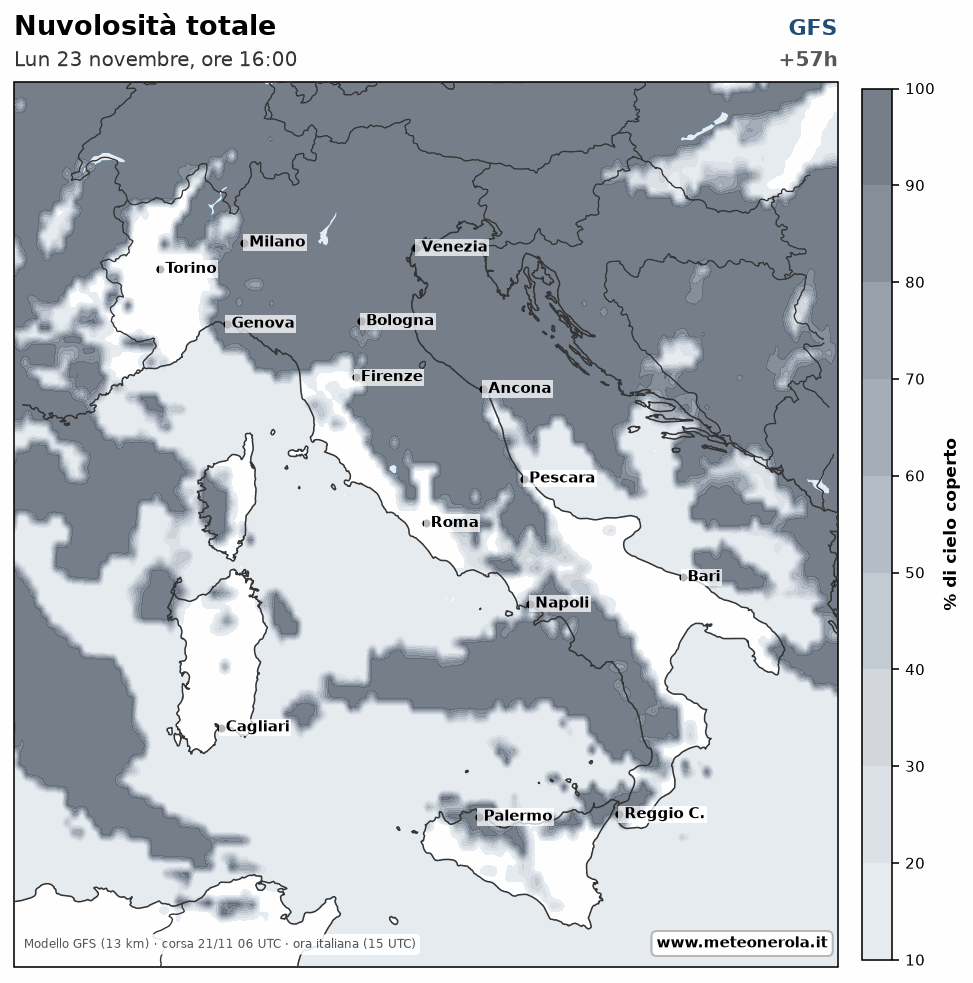 Nuvolosità totale
GFS
Lun 23 novembre, ore 16:00
+57h
100
90
80
70
60
50
40
30
20
10
% di cielo coperto
Milano
Venezia
Torino
Genova
Bologna
Firenze
Ancona
Pescara
Roma
Bari
Napoli
Cagliari
Palermo
Reggio C.
Modello GFS (13 km) · corsa 21/11 06 UTC · ora italiana (15 UTC)
www.meteonerola.it